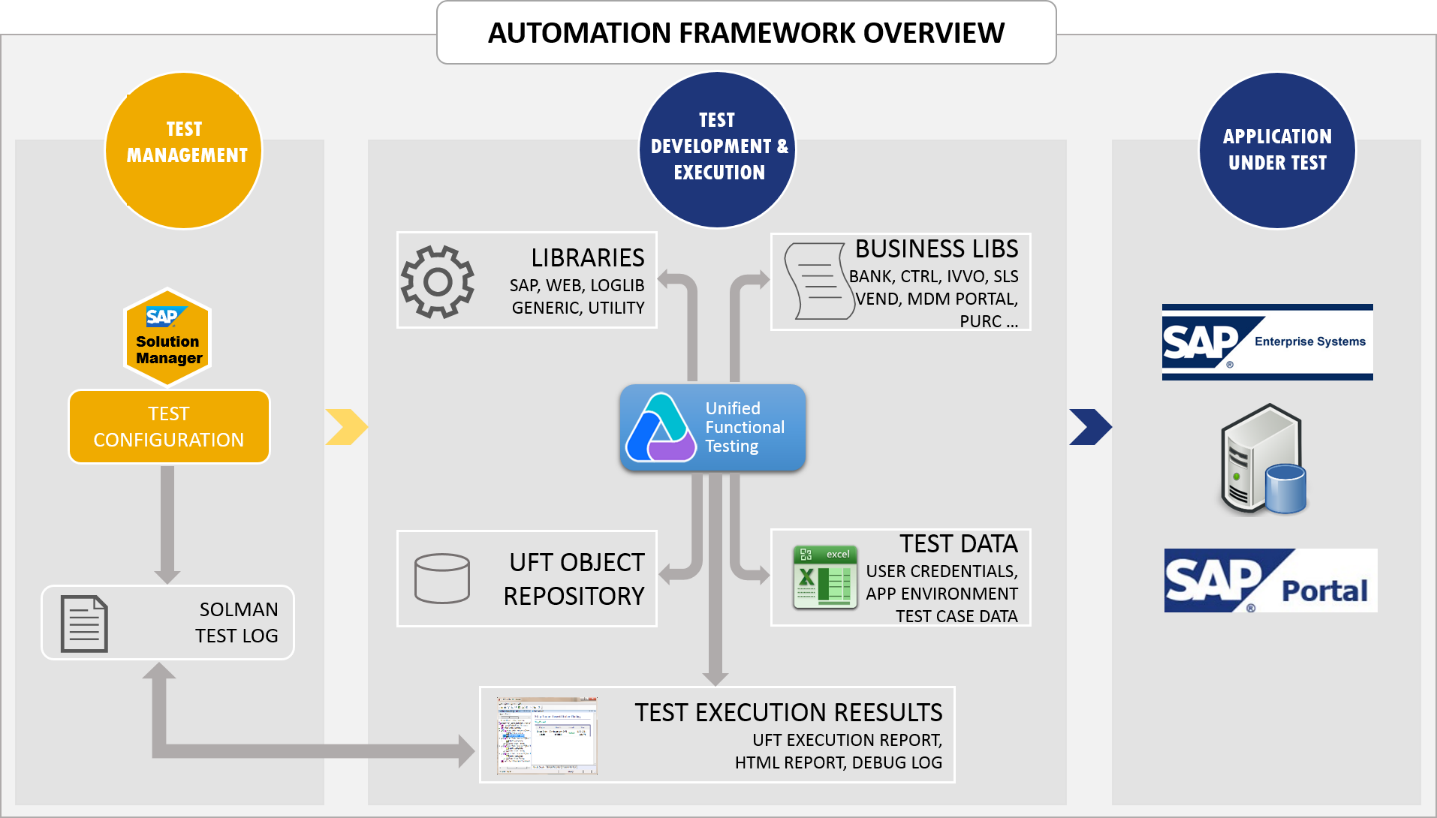 AUTOMATION FRAMEWORK OVERVIEW
TEST
MANAGEMENT
SAP
®
Solution
Manager
TEST
CONFIGURATION
SOLMAN
TEST LOG
TEST
DEVELOPMENT &
EXECUTION
LIBRARIES
SAP, WEB, LOGLIB
GENERIC, UTILITY
BUSINESS LIBS
BANK, CTRL, IVVO, SLS
VEND, MDM PORTAL,
PURC ...
Unified
Functional
Testing
UFT OBJECT
REPOSITORY
excel
X
TEST DATA
USER CREDENTIALS,
APP ENVIRONMENT
TEST CASE DATA
TEST EXECUTION REESULTS
UFT EXECUTION REPORT,
HTML REPORT, DEBUG LOG
APPLICATION
UNDER TEST
SAP® Enterprise Systems
SAP® Portal